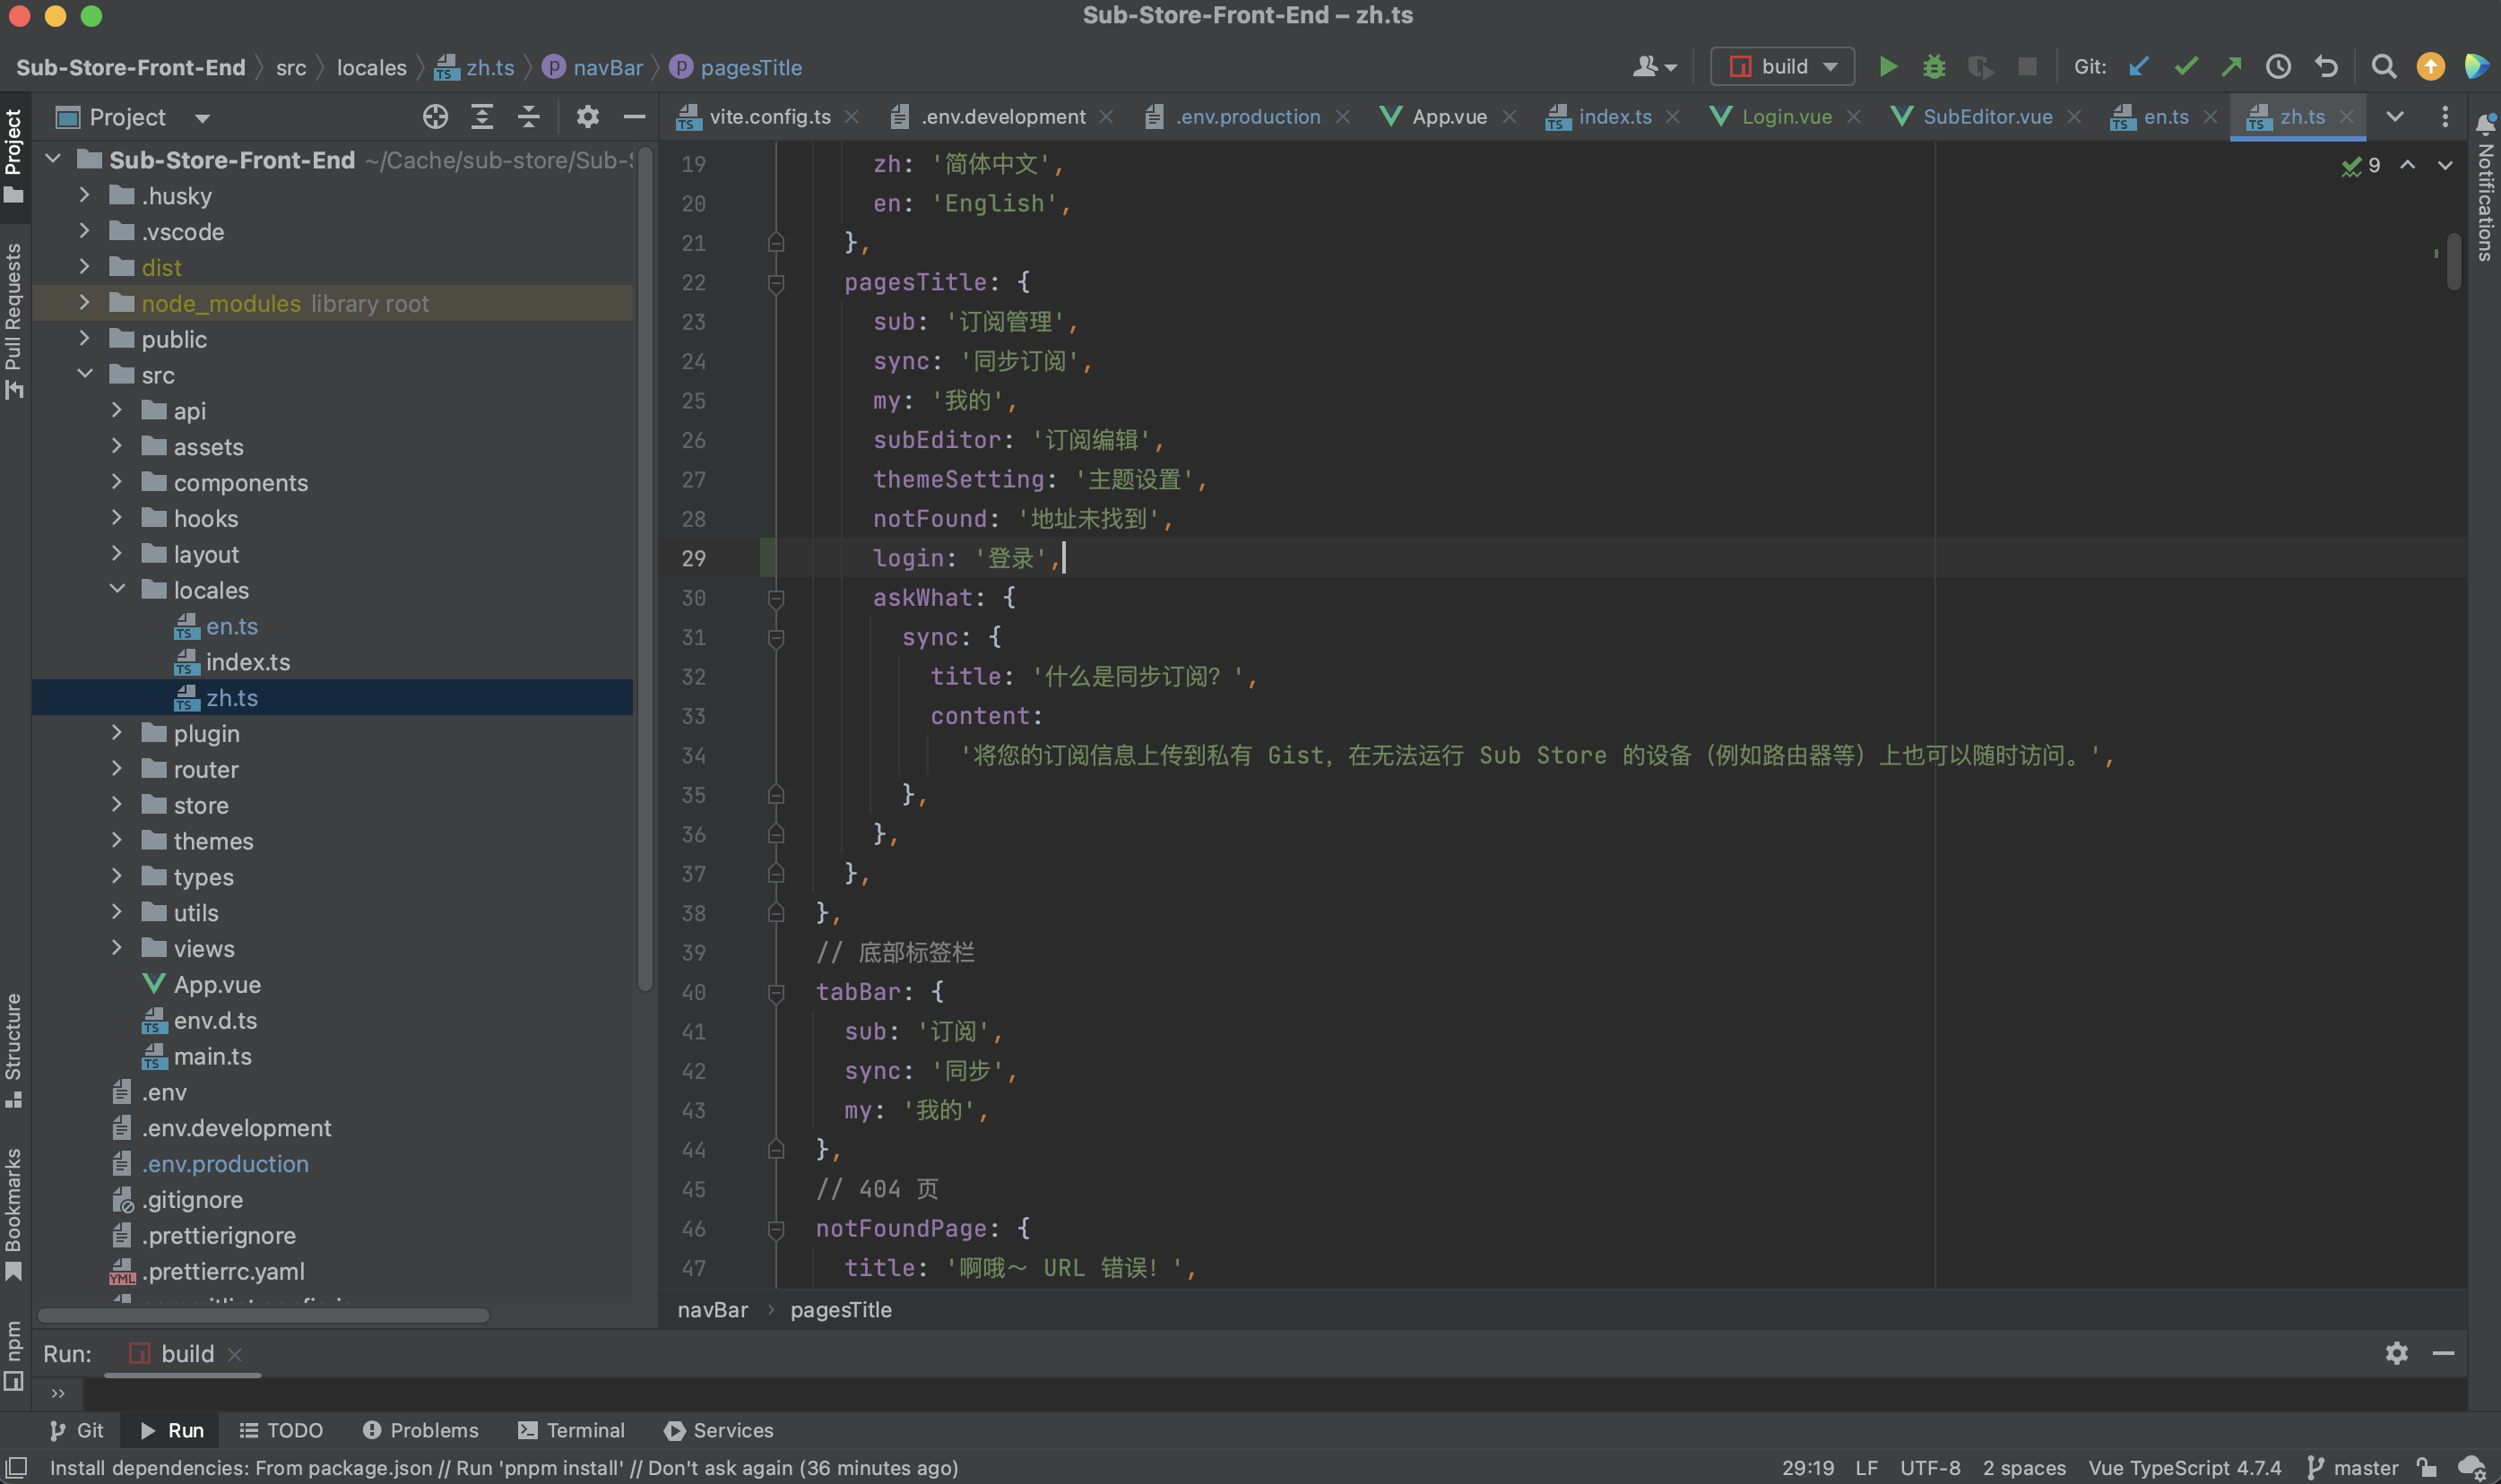 Sub-Store-Front-End – zh.ts
Sub-Store-Front-End src locales zh.ts navBar pagesTitle
build Git:
Project
vite.config.ts .env.development .env.production App.vue index.ts Login.vue SubEditor.vue en.ts zh.ts
Project
Pull Requests
Structure
Bookmarks
npm
Notifications
Sub-Store-Front-End ~/Cache/sub-store/Sub-
.husky
.vscode
dist
node_modules library root
public
src
api
assets
components
hooks
layout
locales
en.ts
index.ts
zh.ts
plugin
router
store
themes
types
utils
views
App.vue
env.d.ts
main.ts
.env
.env.development
.env.production
.gitignore
.prettierignore
.prettierrc.yaml
9
19 zh: '简体中文',
20 en: 'English',
21 },
22 pagesTitle: {
23 sub: '订阅管理',
24 sync: '同步订阅',
25 my: '我的',
26 subEditor: '订阅编辑',
27 themeSetting: '主题设置',
28 notFound: '地址未找到',
29 login: '登录',
30 askWhat: {
31 sync: {
32 title: '什么是同步订阅？',
33 content:
34 '将您的订阅信息上传到私有 Gist，在无法运行 Sub Store 的设备（例如路由器等）上也可以随时访问。',
35 },
36 },
37 },
38 },
39 // 底部标签栏
40 tabBar: {
41 sub: '订阅',
42 sync: '同步',
43 my: '我的',
44 },
45 // 404 页
46 notFoundPage: {
47 title: '啊哦～ URL 错误！',
navBar pagesTitle
Run: build
Git Run TODO Problems Terminal Services
Install dependencies: From package.json // Run 'pnpm install' // Don't ask again (36 minutes ago)
29:19 LF UTF-8 2 spaces Vue TypeScript 4.7.4 master